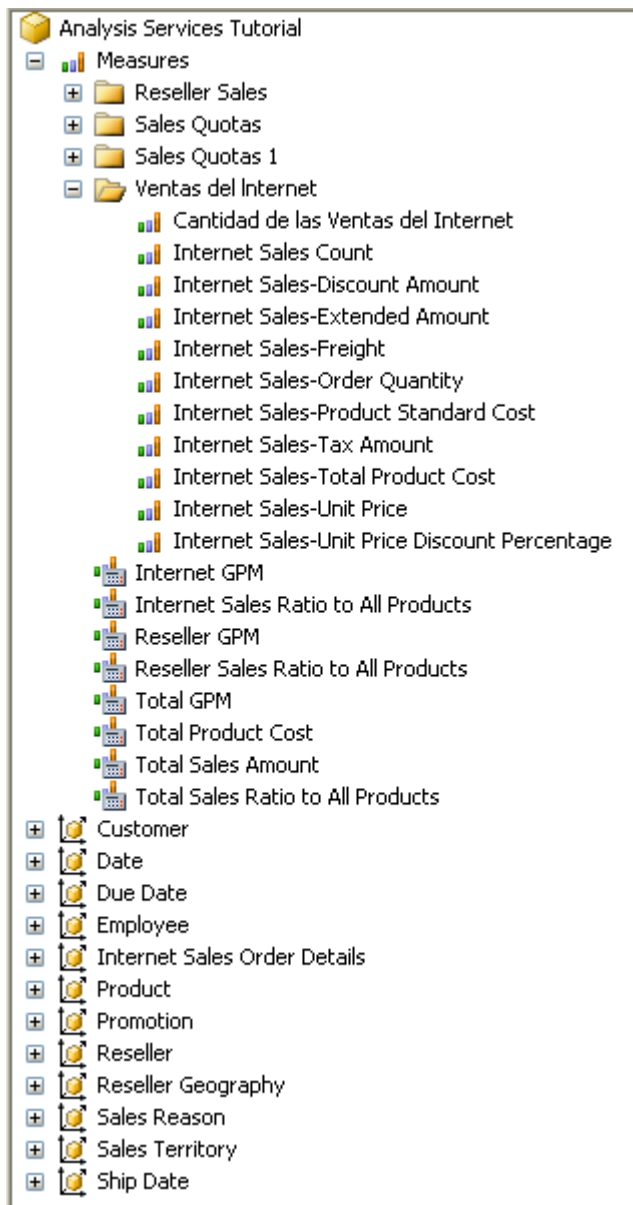 Analysis Services Tutorial
Measures
Reseller Sales
Sales Quotas
Sales Quotas 1
Ventas del Internet
Cantidad de las Ventas del Internet
Internet Sales Count
Internet Sales-Discount Amount
Internet Sales-Extended Amount
Internet Sales-Freight
Internet Sales-Order Quantity
Internet Sales-Product Standard Cost
Internet Sales-Tax Amount
Internet Sales-Total Product Cost
Internet Sales-Unit Price
Internet Sales-Unit Price Discount Percentage
Internet GPM
Internet Sales Ratio to All Products
Reseller GPM
Reseller Sales Ratio to All Products
Total GPM
Total Product Cost
Total Sales Amount
Total Sales Ratio to All Products
Customer
Date
Due Date
Employee
Internet Sales Order Details
Product
Promotion
Reseller
Reseller Geography
Sales Reason
Sales Territory
Ship Date